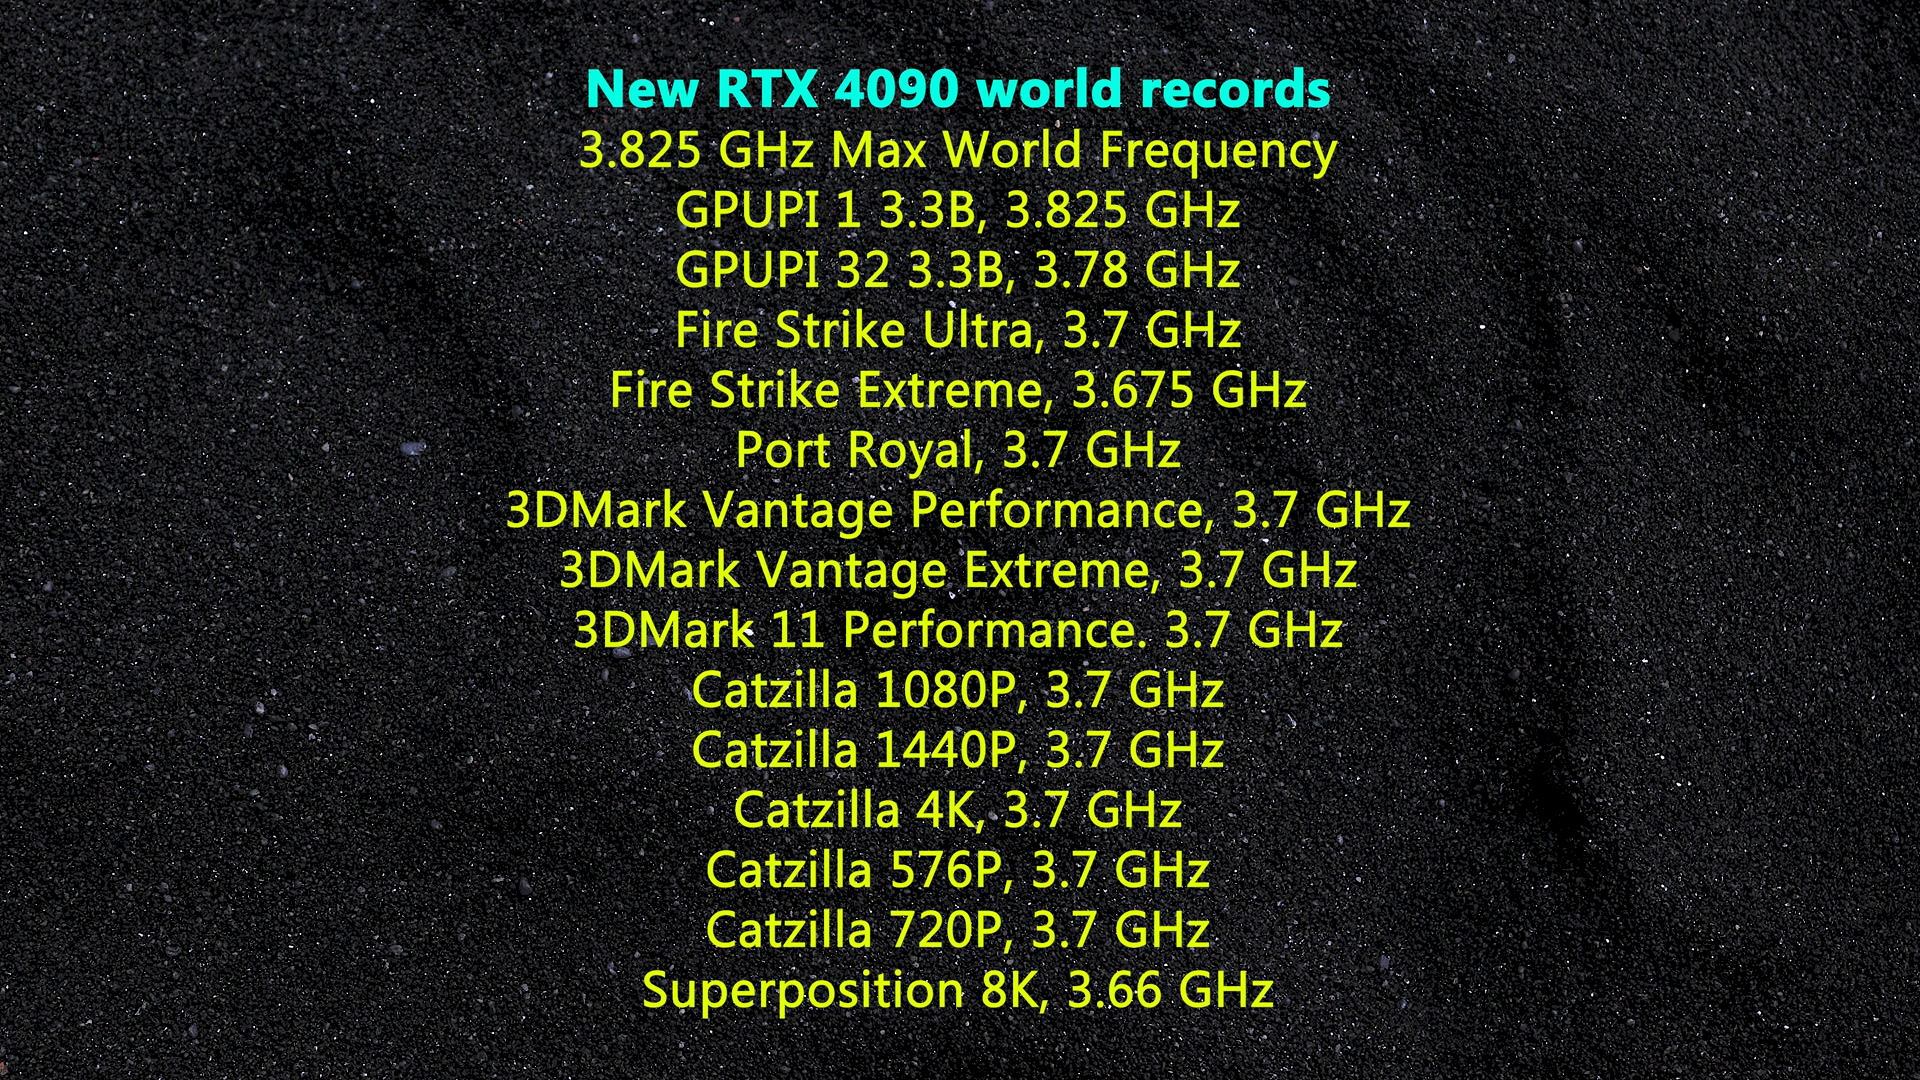 New RTX 4090 world records
3.825 GHz Max World Frequency
GPUPI 1 3.3B, 3.825 GHz
GPUPI 32 3.3B, 3.78 GHz
Fire Strike Ultra, 3.7 GHz
Fire Strike Extreme, 3.675 GHz
Port Royal, 3.7 GHz
3DMark Vantage Performance, 3.7 GHz
3DMark Vantage Extreme, 3.7 GHz
3DMark 11 Performance. 3.7 GHz
Catzilla 1080P, 3.7 GHz
Catzilla 1440P, 3.7 GHz
Catzilla 4K, 3.7 GHz
Catzilla 576P, 3.7 GHz
Catzilla 720P, 3.7 GHz
Superposition 8K, 3.66 GHz